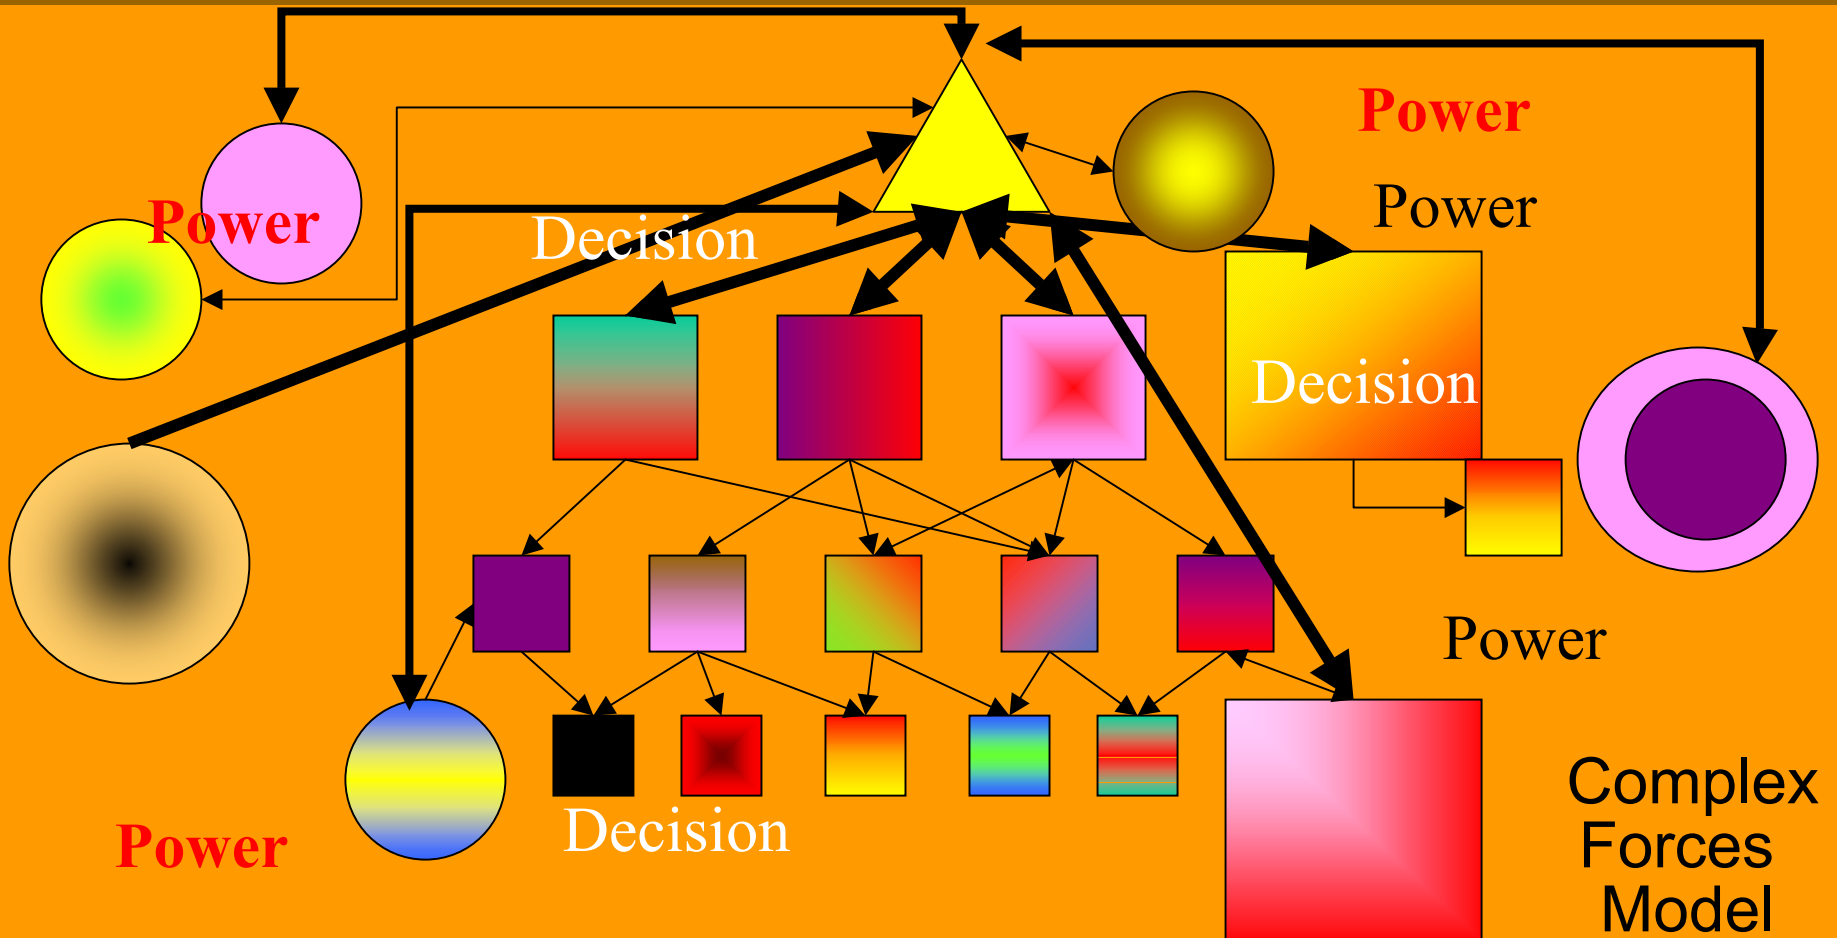 Power
Power
Power
Decision
Decision
Power
Power
Decision
Complex
Forces
Model